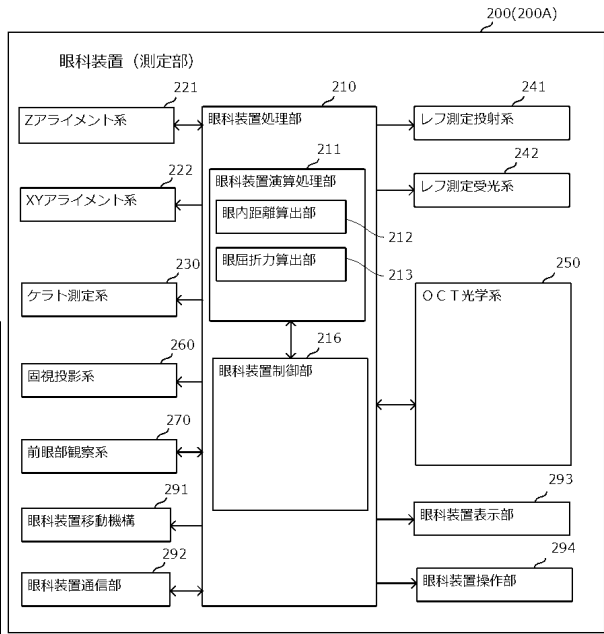 200(200A)
眼科装置（測定部）
221
210
241
Zアライメント系
眼科装置処理部
レフ測定投射系
211
222
眼科装置演算処理部
242
XYアライメント系
レフ測定受光系
眼内距離算出部
212
230
眼屈折力算出部
213
250
ケラト測定系
OCT光学系
260
216
固視投影系
眼科装置制御部
270
前眼部観察系
291
293
眼科装置移動機構
眼科装置表示部
292
294
眼科装置通信部
眼科装置操作部